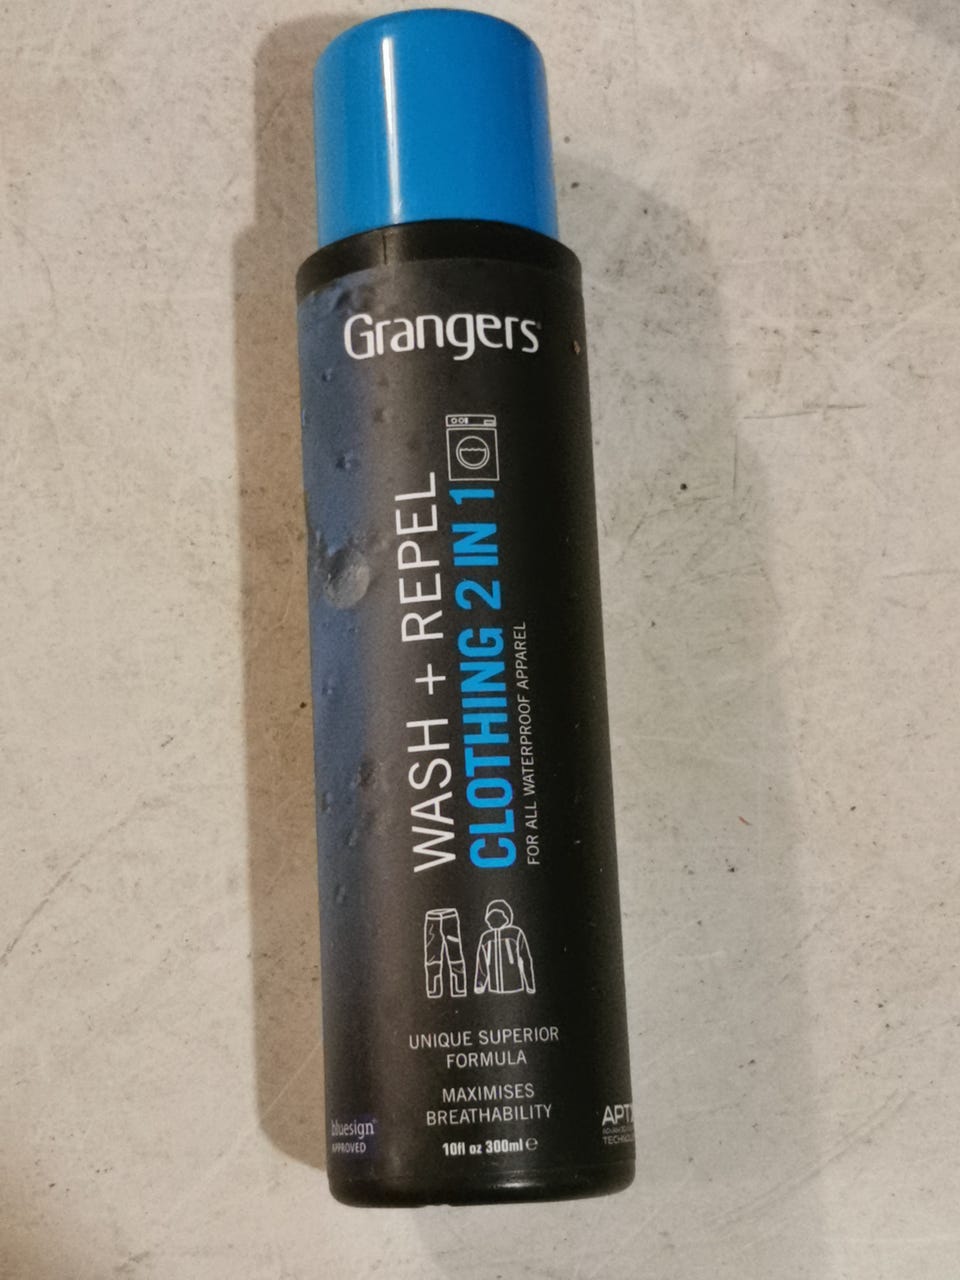 Grangers
WASH + REPEL
CLOTHING 2 IN 1
FOR ALL WATERPROOF APPAREL
UNIQUE SUPERIOR
FORMULA
MAXIMISES
BREATHABILITY
10fl oz 300ml ℮
bluesign®
APPROVED